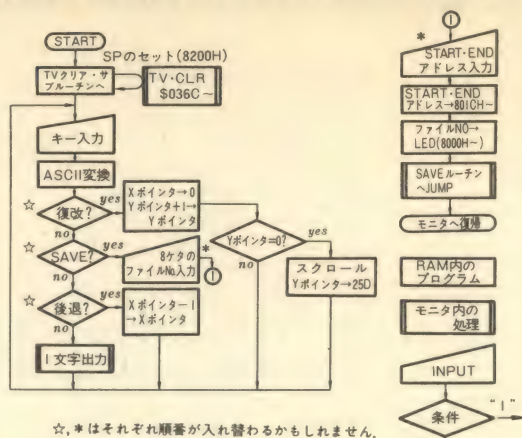 START
SPのセット(8200H)
TVクリア・サ
ブルーチンへ
TV・CLR
$036C~
キー入力
ASCII変換
☆
復改?
yes
no
Xポインタ→0
Yポインタ+1→
Yポインタ
☆
SAVE?
yes
no
8ケタの
ファイルNo.入力
*
1
☆
後退?
yes
no
Xポインタ-1
→Xポインタ
1文字出力
Yポインタ=0?
yes
no
スクロール
Yポインタ→25D
☆,*はそれぞれ順番が入れ替わるかもしれません.
1
*
START・END
アドレス入力
START・END
アドレス→801CH~
ファイルNO→
LED(8000H~)
SAVEルーチン
へJUMP
モニタへ復帰
RAM内の
プログラム
モニタ内の
処理
INPUT
条件
"1"